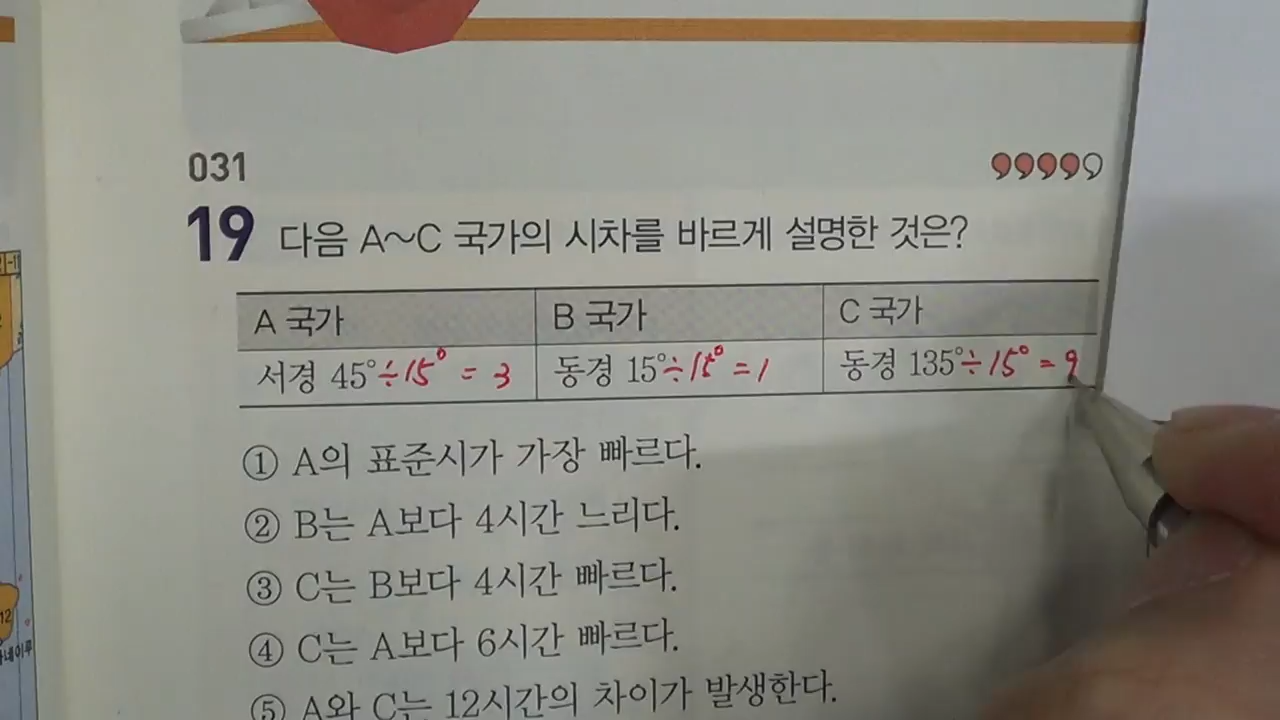 031
19 다음 A~C 국가의 시차를 바르게 설명한 것은?
A 국가 B 국가 C 국가
서경 45°÷15° = 3 동경 15°÷15° = 1 동경 135°÷15° = 9
① A의 표준시가 가장 빠르다.
② B는 A보다 4시간 느리다.
③ C는 B보다 4시간 빠르다.
④ C는 A보다 6시간 빠르다.
⑤ A와 C는 12시간의 차이가 발생한다.
12